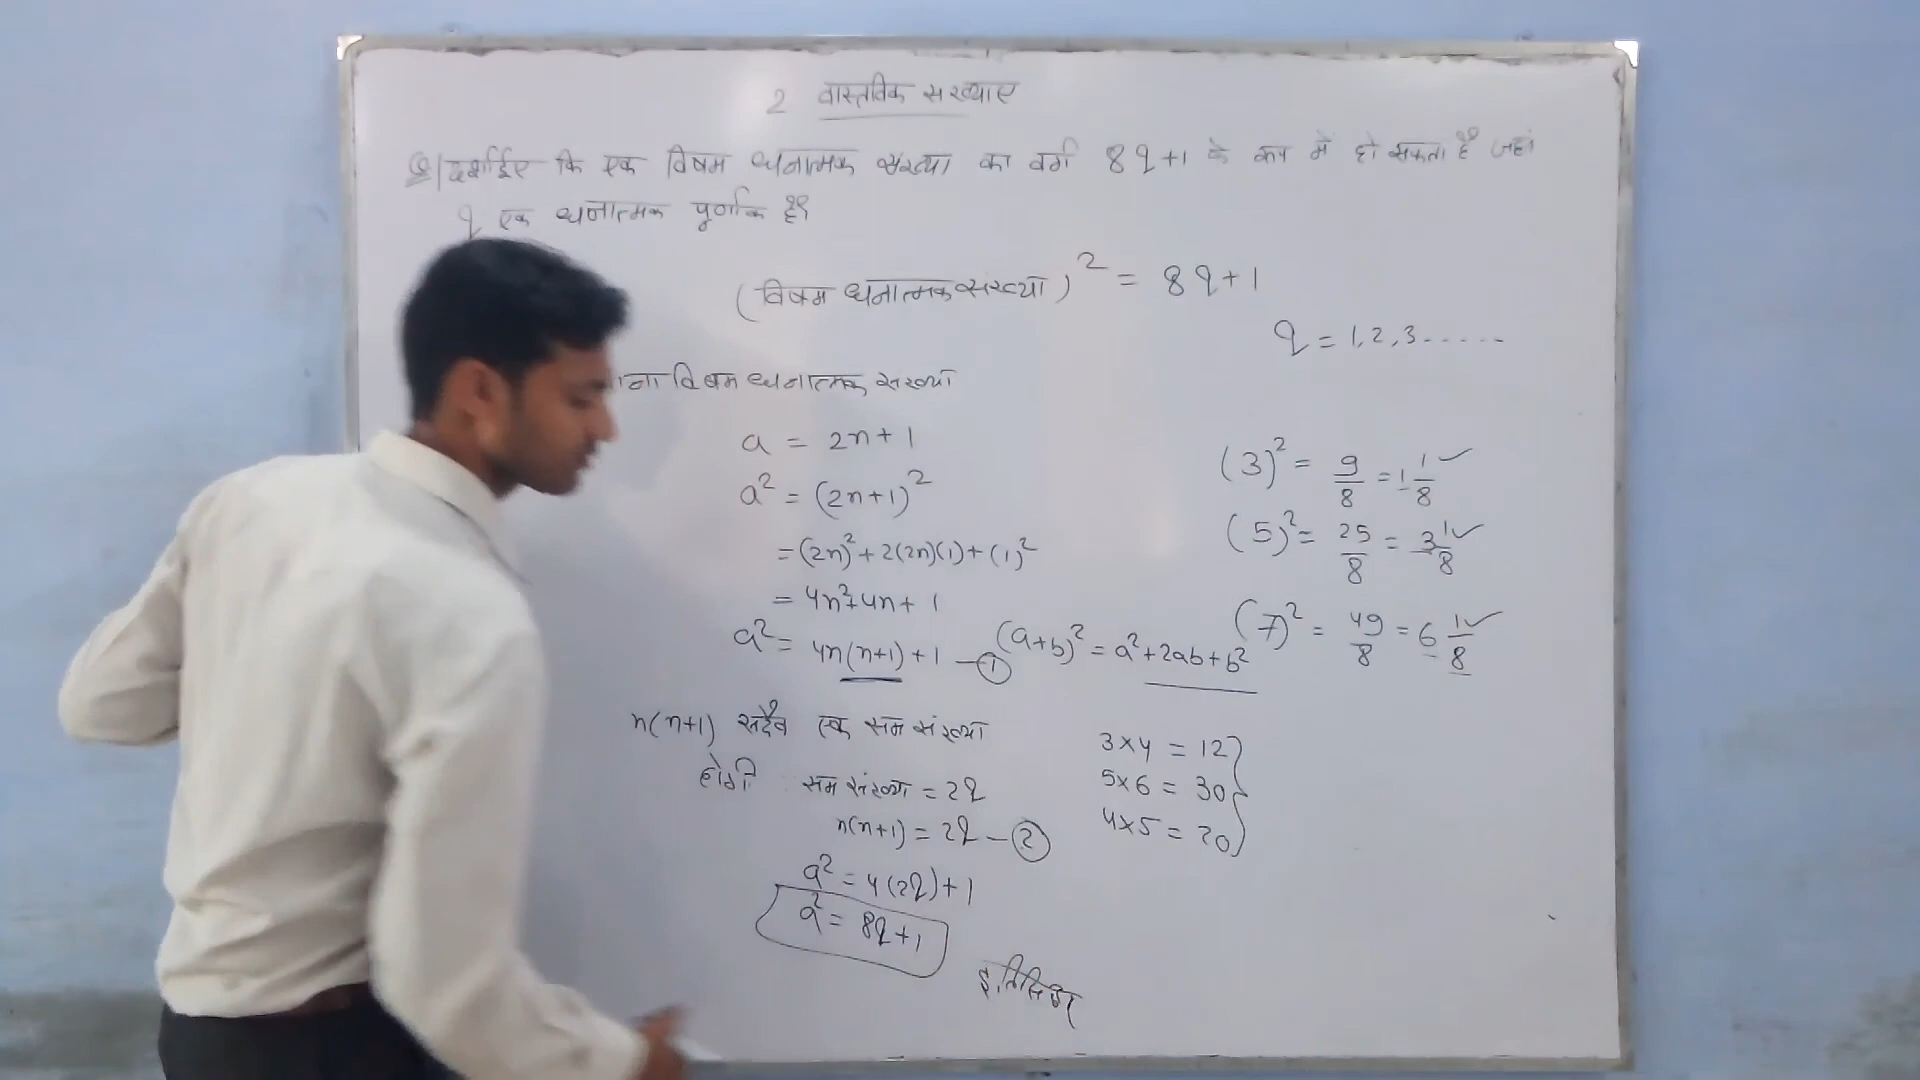 2 वास्तविक सख्याए
Q| दर्शाईए कि एक विषम धनात्मक संख्या का वर्ग 8q+1 के रूप में हो सकता है जहां
q एक धनात्मक पूर्णांक है?
(विषम धनात्मक संख्या)² = 8q+1
q = 1, 2, 3.....
ाना विषम धनात्मक सख्या
a = 2n+1
a² = (2n+1)²
= (2n)² + 2(2n)(1) + (1)²
= 4n²+4n+1
a² = 4n(n+1)+1 — ①
(a+b)² = a²+2ab+b²
(3)² = 9/8 = 1 1/8 ✓
(5)² = 25/8 = 3 1/8 ✓
(7)² = 49/8 = 6 1/8 ✓
n(n+1) सदैव एक सम संख्या
होगी सम संख्या = 2q
n(n+1) = 2q — ②
a² = 4(2q)+1
a² = 8q+1
3×4 = 12
5×6 = 30
4×5 = 20
इतिसिद्धम